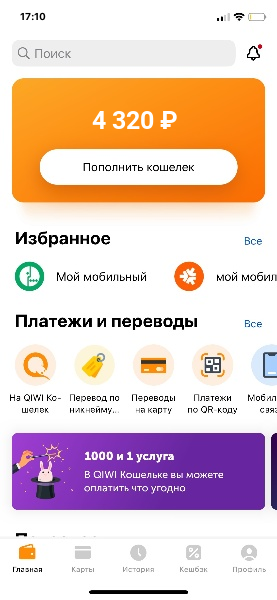 17:10
Поиск
4 320 ₽
Пополнить кошелек
Избранное
Все
Мой мобильный
мой мобил
Платежи и переводы
Все
На QIWI Ко-
шелек
Перевод по
никнейму...
Переводы
на карту
Платежи
по QR-коду
Мобил
связ
1000 и 1 услуга
В QIWI Кошельке вы можете
оплатить что угодно
Главная
Карты
История
Кешбэк
Профиль